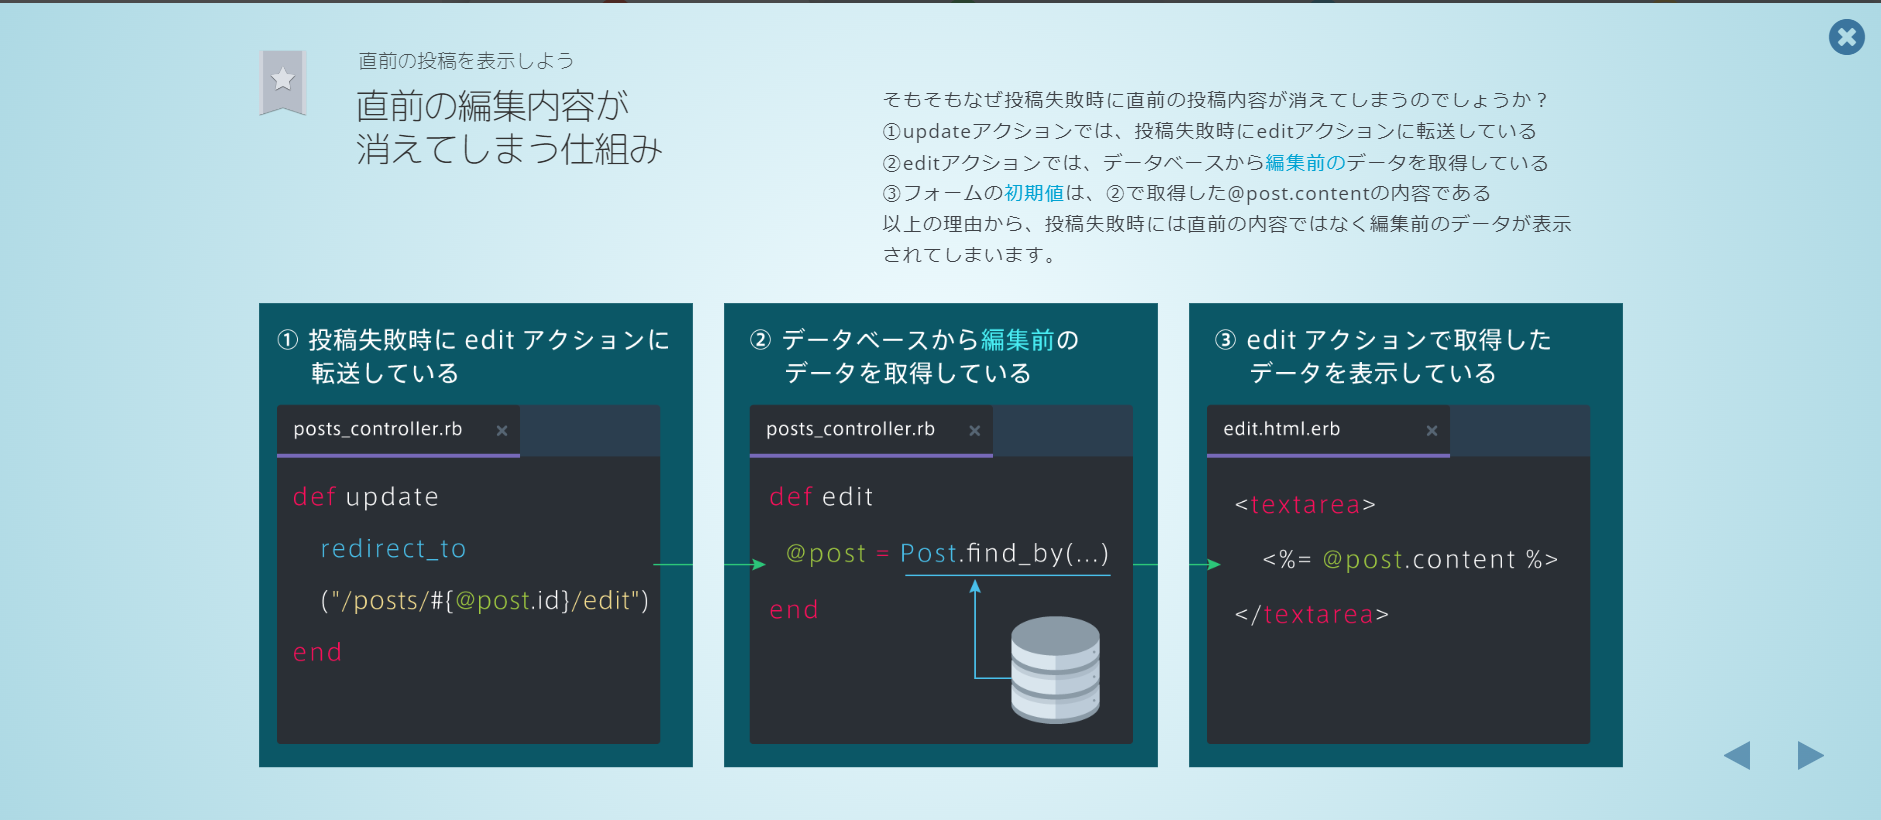 直前の投稿を表示しよう
直前の編集内容が
消えてしまう仕組み
そもそもなぜ投稿失敗時に直前の投稿内容が消えてしまうのでしょうか？
①updateアクションでは、投稿失敗時にeditアクションに転送している
②editアクションでは、データベースから編集前のデータを取得している
③フォームの初期値は、②で取得した@post.contentの内容である
以上の理由から、投稿失敗時には直前の内容ではなく編集前のデータが表示
されてしまいます。
① 投稿失敗時に edit アクションに
転送している
posts_controller.rb ×
def update
redirect_to
("/posts/#{@post.id}/edit")
end
② データベースから編集前の
データを取得している
posts_controller.rb ×
def edit
@post = Post.find_by(...)
end
③ edit アクションで取得した
データを表示している
edit.html.erb ×
<textarea>
<%= @post.content %>
</textarea>